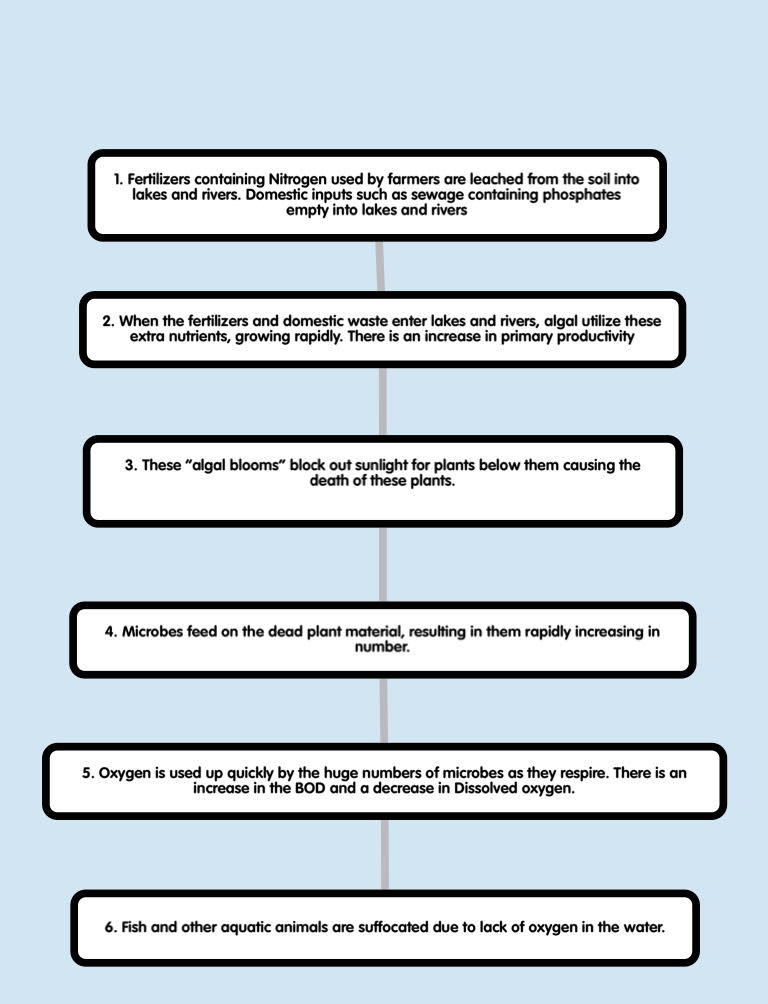 1. Fertilizers containing Nitrogen used by farmers are leached from the soil into
lakes and rivers. Domestic inputs such as sewage containing phosphates
empty into lakes and rivers
2. When the fertilizers and domestic waste enter lakes and rivers, algal utilize these
extra nutrients, growing rapidly. There is an increase in primary productivity
3. These "algal blooms" block out sunlight for plants below them causing the
death of these plants.
4. Microbes feed on the dead plant material, resulting in them rapidly increasing in
number.
5. Oxygen is used up quickly by the huge numbers of microbes as they respire. There is an
increase in the BOD and a decrease in Dissolved oxygen.
6. Fish and other aquatic animals are suffocated due to lack of oxygen in the water.